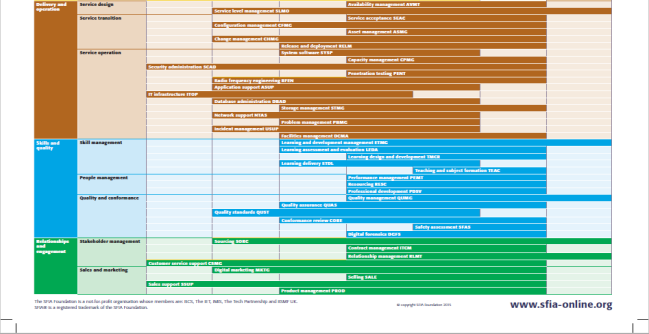 Delivery and
operation
Service design
Availability management AVMT
Service level management SLMO
Service transition
Service acceptance SEAC
Configuration management CFMG
Asset management ASMG
Change management CHMG
Release and deployment RELM
Service operation
System software SYSP
Capacity management CPMG
Security administration SCAD
Penetration testing PENT
Radio frequency engineering RFEN
Application support ASUP
IT infrastructure ITOP
Database administration DBAD
Storage management STMG
Network support NTAS
Problem management PBMG
Incident management USUP
Facilities management DCMA
Skills and
quality
Skill management
Learning and development management ETMG
Learning assessment and evaluation LEDA
Learning design and development TMCR
Learning delivery ETDL
Teaching and subject formation TEAC
People management
Performance management PEMT
Resourcing RESC
Professional development PDSV
Quality and conformance
Quality management QUMG
Quality assurance QUAS
Quality standards QUST
Conformance review CORE
Safety assessment SFAS
Digital forensics DGFS
Relationships
and
engagement
Stakeholder management
Sourcing SORC
Contract management ITCM
Relationship management RLMT
Customer service support CSMG
Sales and marketing
Digital marketing MKTG
Selling SALE
Sales support SSUP
Product management PROD
The SFIA Foundation is a not for profit organisation whose members are: BCS, The IET, IMIS, The Tech Partnership and itSMF UK.
SFIA® is a registered trademark of the SFIA Foundation.
© copyright SFIA Foundation 2015
www.sfia-online.org